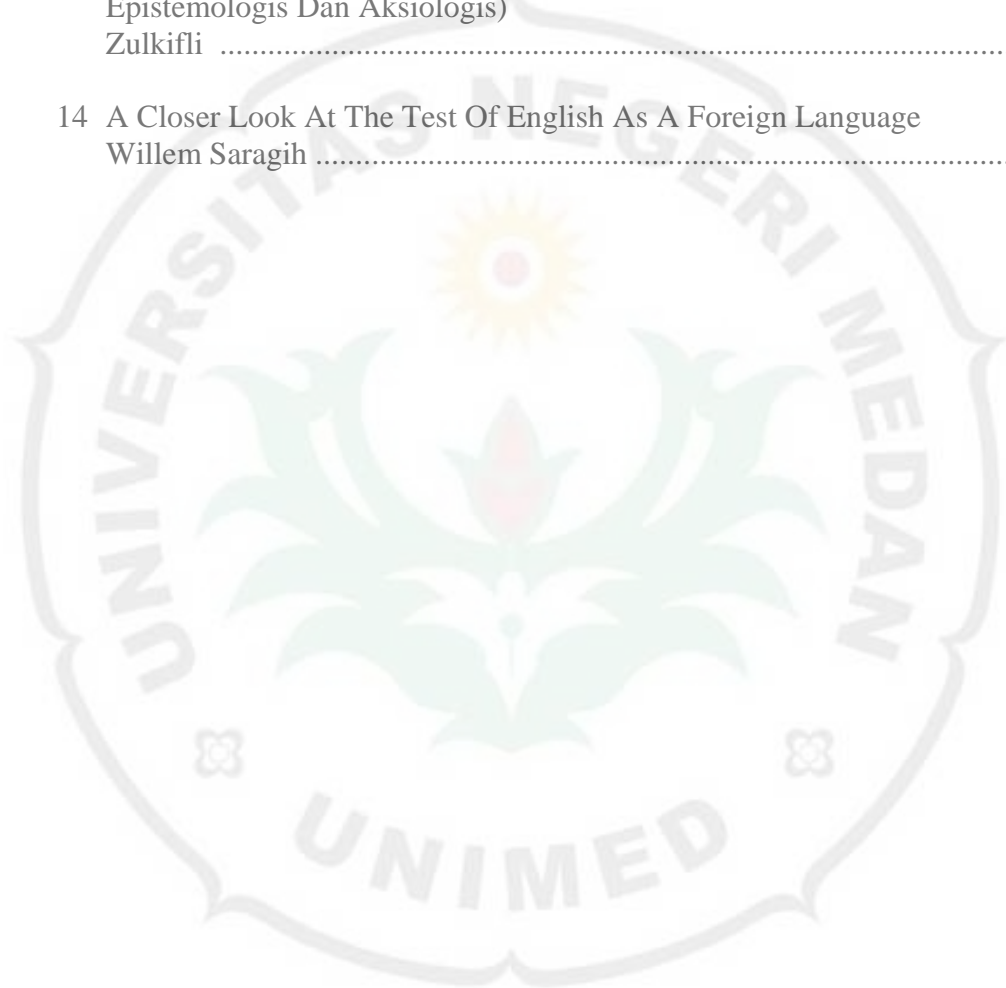 Epistemologis Dan Aksiologis)
Zulkifli ....................................................................................................
14 A Closer Look At The Test Of English As A Foreign Language
Willem Saragih ........................................................................................
UNIVERSITAS NEGERI MEDAN
UNIMED